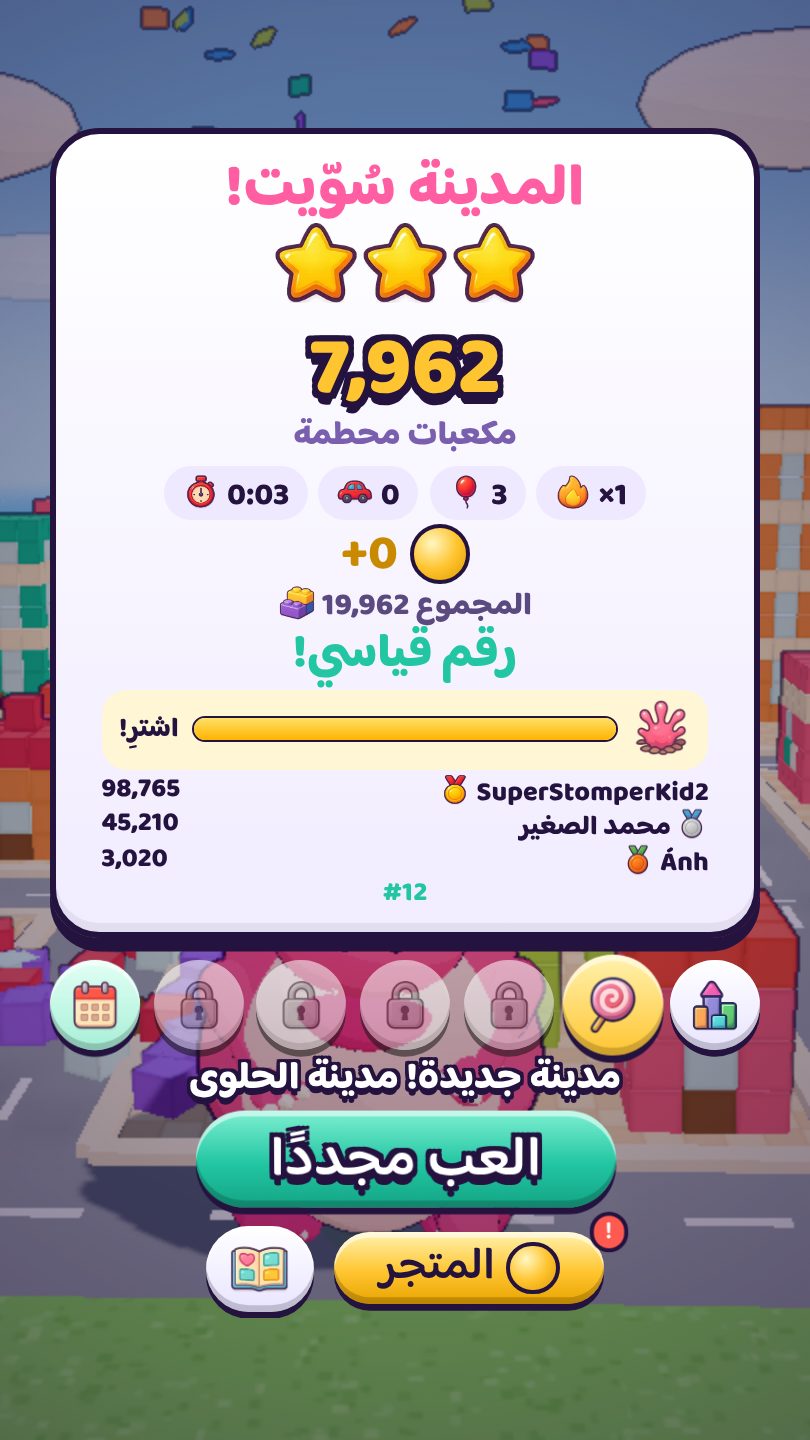 المدينة سُوّيت!
7,962
مكعبات محطمة
×1
3
0
0:03
+0
المجموع 19,962
رقم قياسي!
اشترِ!
SuperStomperKid2 98,765
محمد الصغير 45,210
Ánh 3,020
#12
مدينة جديدة! مدينة الحلوى
العب مجددًا
المتجر
!